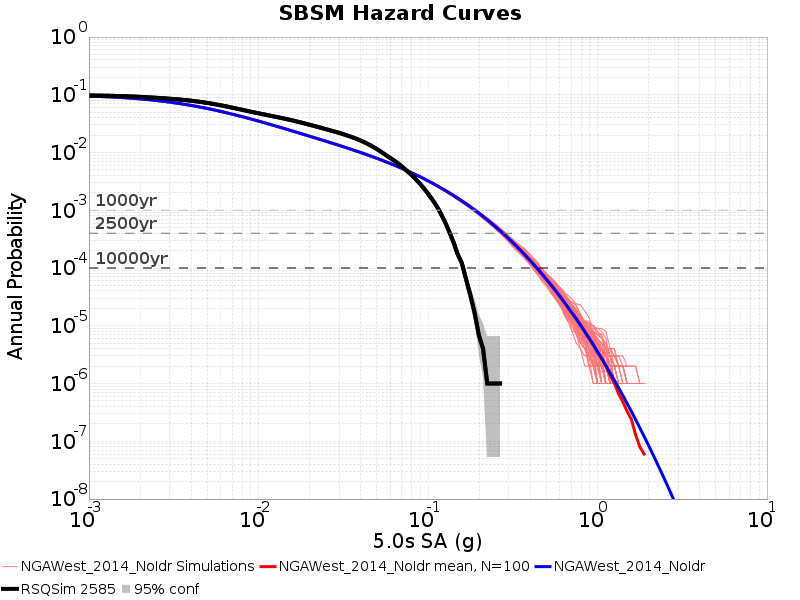 SBSM Hazard Curves
10^0
10^-1
10^-2
10^-3
10^-4
10^-5
10^-6
10^-7
10^-8
Annual Probability
1000yr
2500yr
10000yr
10^-3
10^-2
10^-1
10^0
10^1
5.0s SA (g)
NGAWest_2014_NoIdr Simulations
NGAWest_2014_NoIdr mean, N=100
NGAWest_2014_NoIdr
RSQSim 2585
95% conf